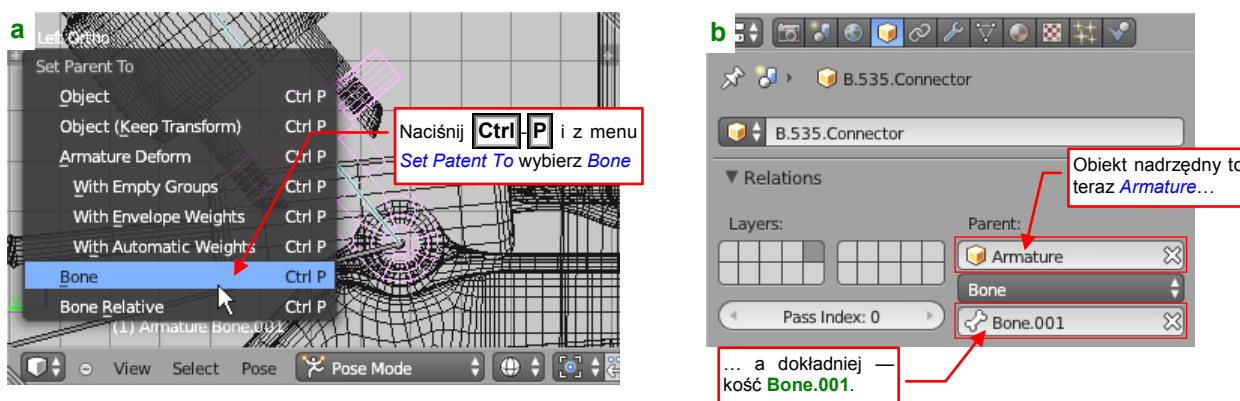 a
Left Ortho
Set Parent To
Object Ctrl P
Object (Keep Transform) Ctrl P
Armature Deform Ctrl P
With Empty Groups Ctrl P
With Envelope Weights Ctrl P
With Automatic Weights Ctrl P
Bone Ctrl P
Bone Relative Ctrl P
(1) Armature Bone.001
View Select Pose Pose Mode
Naciśnij Ctrl-P i z menu
Set Patent To wybierz Bone
b
B.535.Connector
B.535.Connector
Relations
Obiekt nadrzędny to
teraz Armature…
Layers: Parent:
Armature
Bone
Pass Index: 0
Bone.001
… a dokładniej —
kość Bone.001.